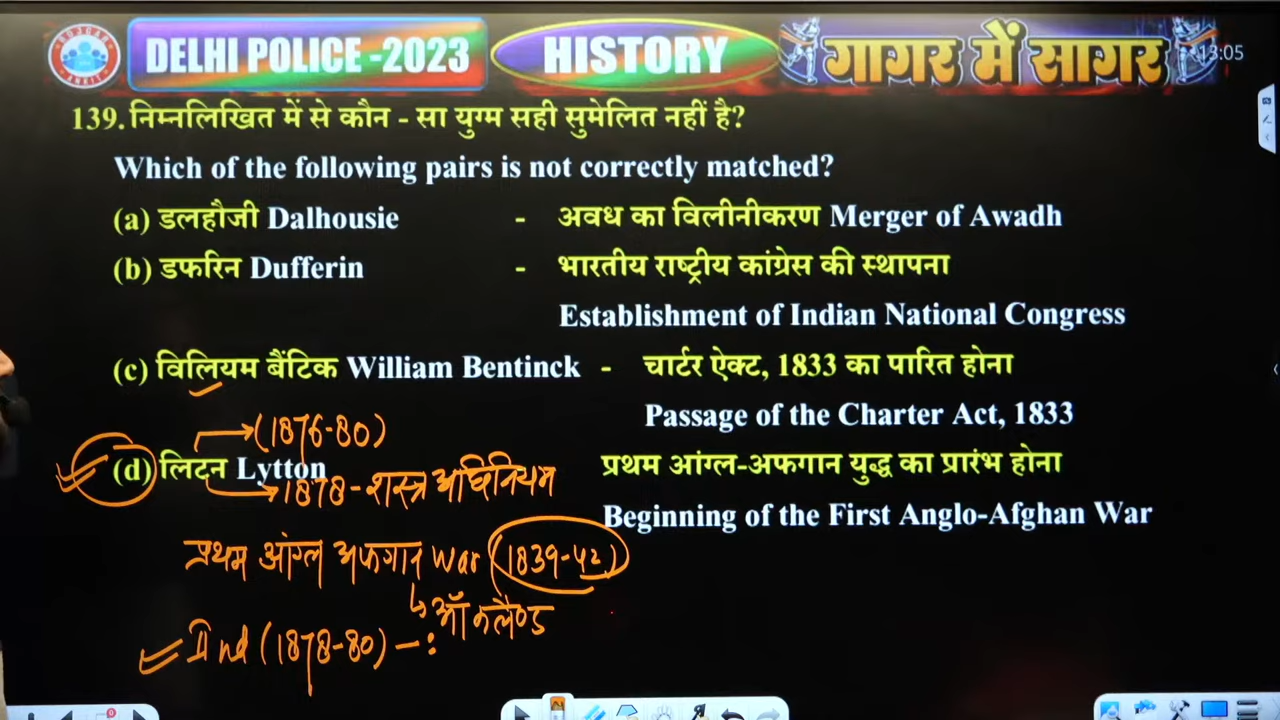 ROJGAR
ANKIT
DELHI POLICE -2023
HISTORY
गागर में सागर
13:05
139. निम्नलिखित में से कौन - सा युग्म सही सुमेलित नहीं है?
Which of the following pairs is not correctly matched?
(a) डलहौजी Dalhousie - अवध का विलीनीकरण Merger of Awadh
(b) डफरिन Dufferin - भारतीय राष्ट्रीय कांग्रेस की स्थापना
Establishment of Indian National Congress
(c) विलियम बैंटिक William Bentinck - चार्टर ऐक्ट, 1833 का पारित होना
Passage of the Charter Act, 1833
(1876-80)
(d) लिटन Lytton प्रथम आंग्ल-अफगान युद्ध का प्रारंभ होना
1878-शस्त्र अधिनियम
Beginning of the First Anglo-Afghan War
प्रथम आंग्ल अफगान war (1839-42)
ऑकलैण्ड
IInd (1878-80) - :